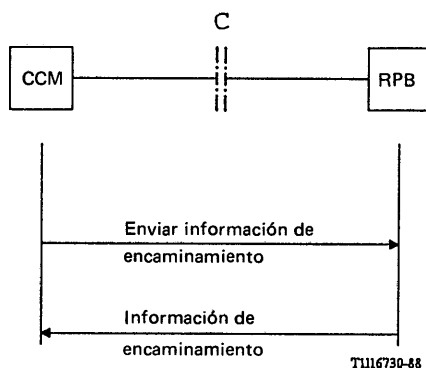 C
CCM
RPB
Enviar información de
encaminamiento
Información de
encaminamiento
T1116730-88